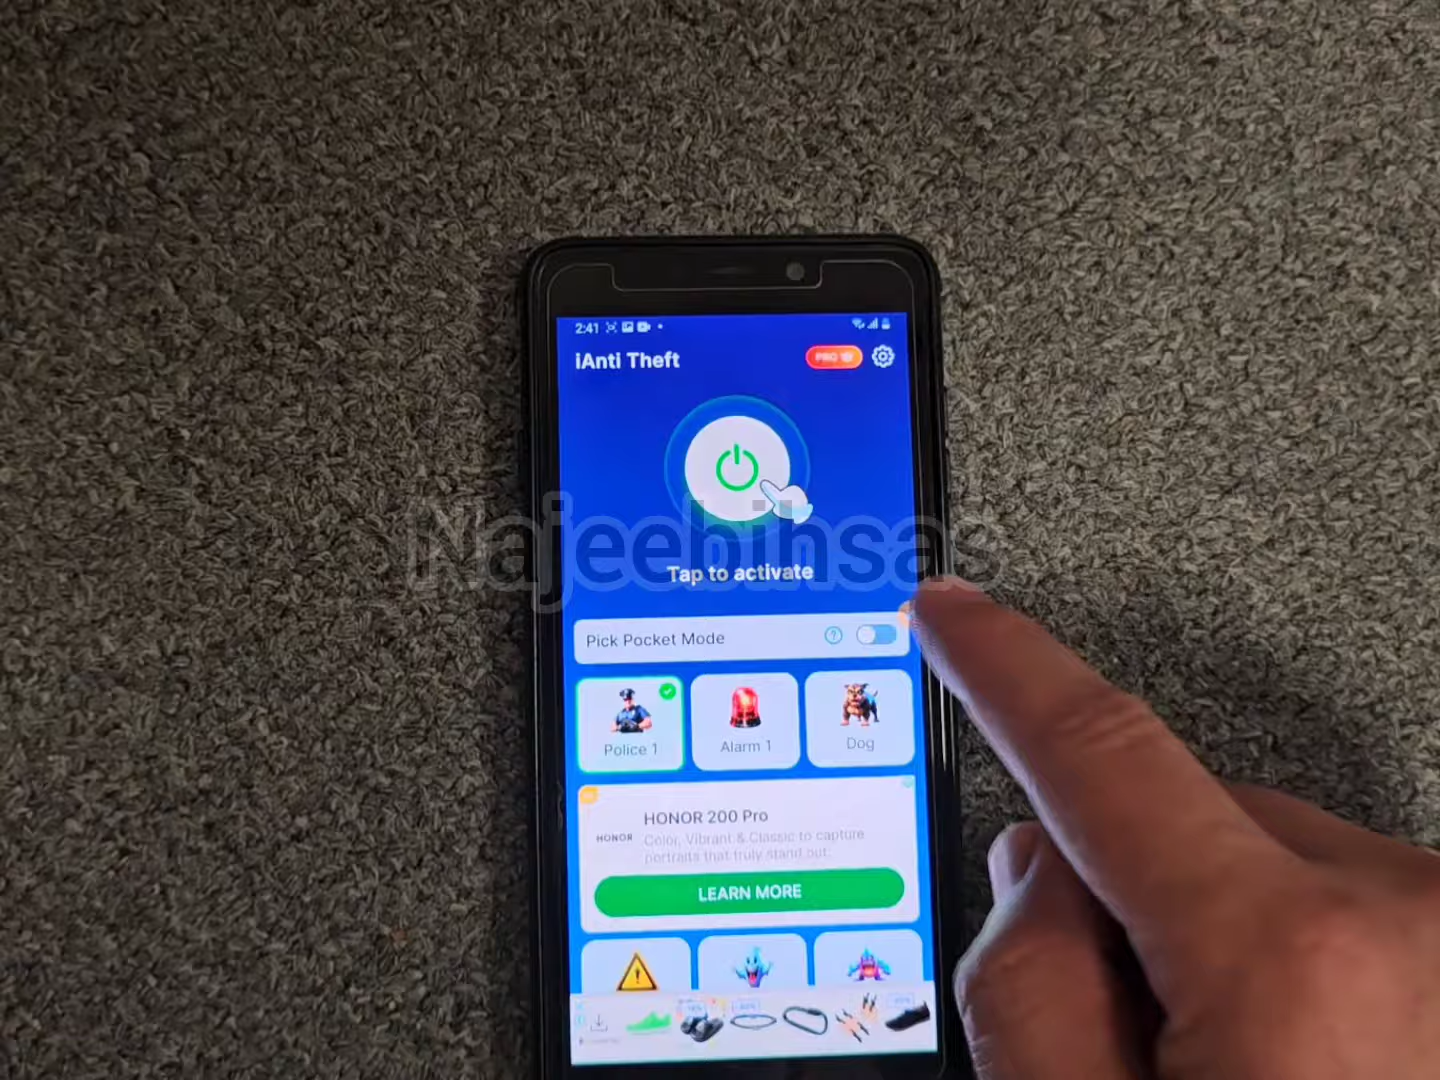 2:41
iAnti Theft
PRO
Najeebihsas
Tap to activate
Pick Pocket Mode
Police 1
Alarm 1
Dog
HONOR 200 Pro
HONOR
Color, Vibrant & Classic to capture
portraits that truly stand out.
LEARN MORE